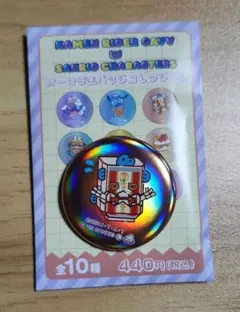 KAMEN RIDER GAVV
SANRIO CHARACTERS
オーロラ缶バッジコレクション
全10種
440円(税込)